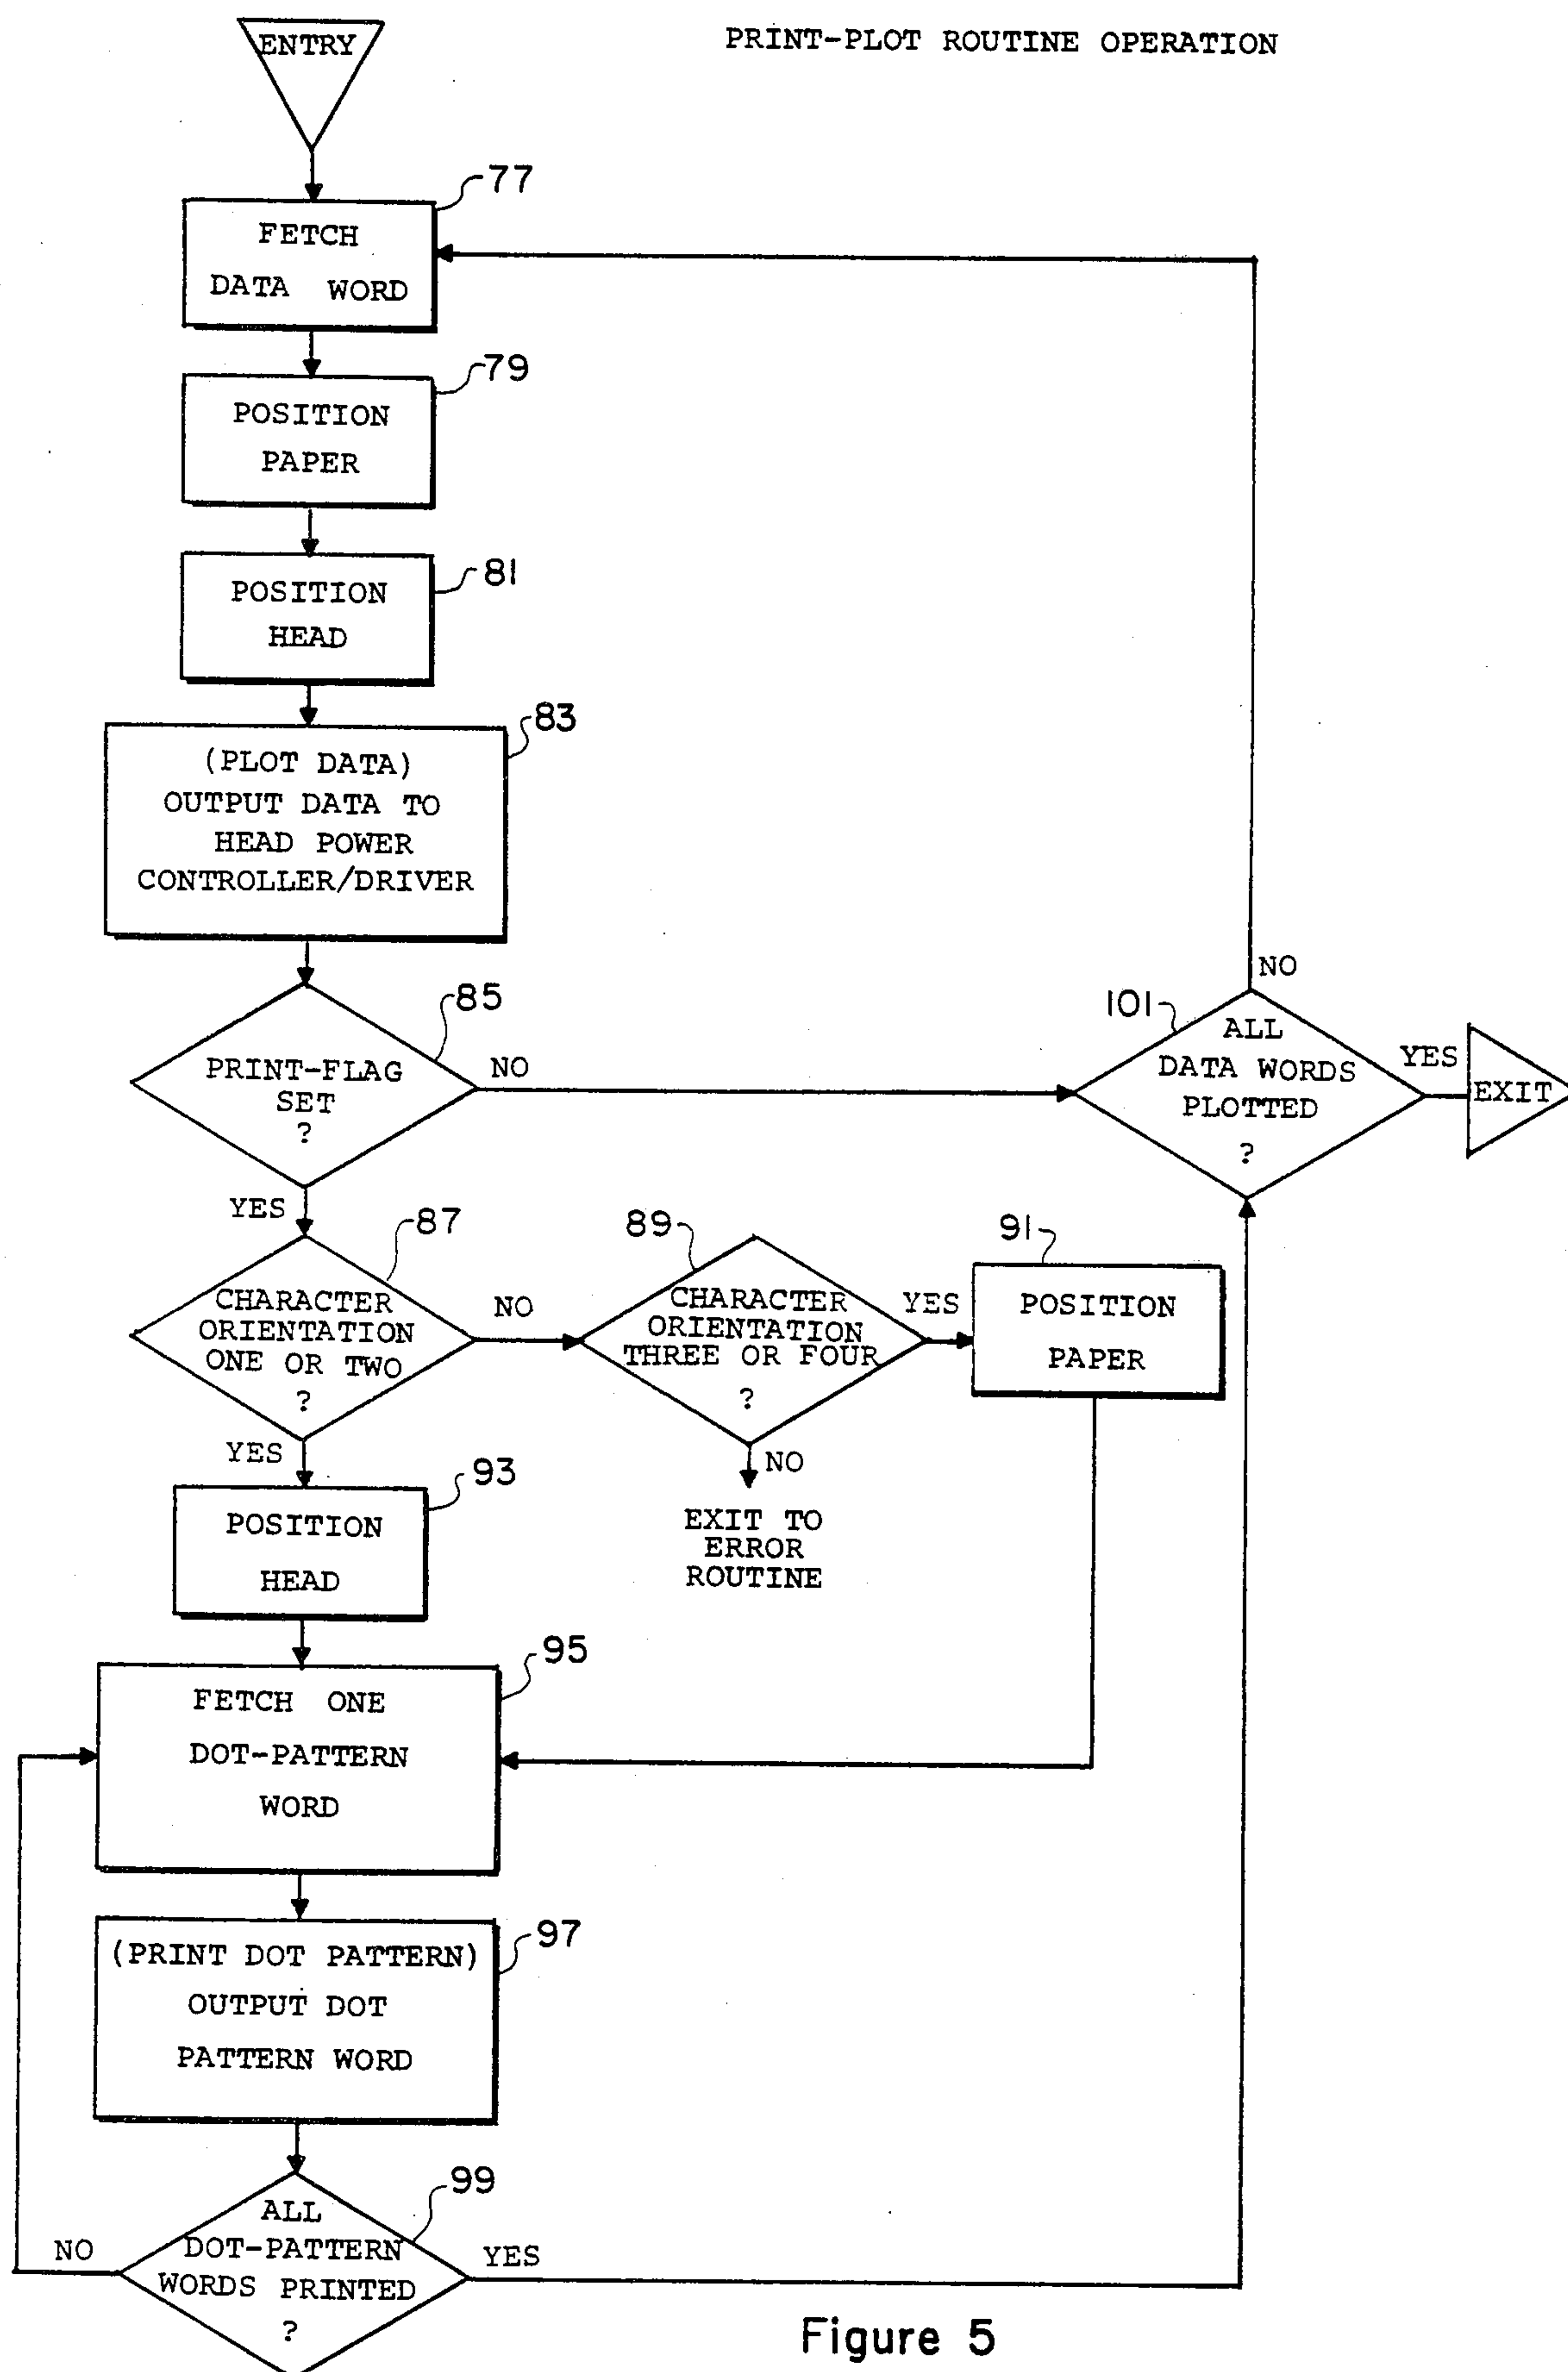 PRINT-PLOT ROUTINE OPERATION
ENTRY
77
FETCH
DATA WORD
79
POSITION
PAPER
81
POSITION
HEAD
83
(PLOT DATA)
OUTPUT DATA TO
HEAD POWER
CONTROLLER/DRIVER
85
PRINT-FLAG
SET
?
NO
YES
101
ALL
DATA WORDS
PLOTTED
?
NO
YES
EXIT
87
CHARACTER
ORIENTATION
ONE OR TWO
?
NO
YES
89
CHARACTER
ORIENTATION
THREE OR FOUR
?
YES
NO
EXIT TO
ERROR
ROUTINE
91
POSITION
PAPER
93
POSITION
HEAD
95
FETCH ONE
DOT-PATTERN
WORD
97
(PRINT DOT PATTERN)
OUTPUT DOT
PATTERN WORD
99
ALL
DOT-PATTERN
WORDS PRINTED
?
NO
YES
Figure 5